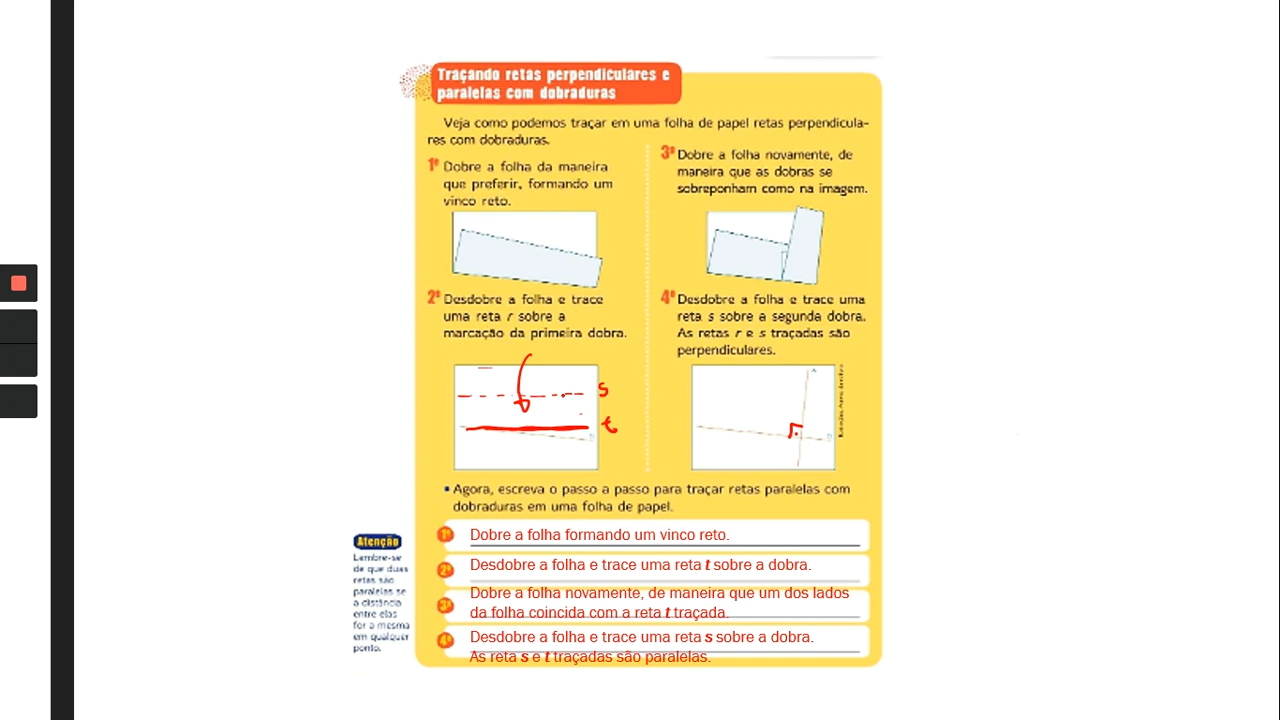 Traçando retas perpendiculares e
paralelas com dobraduras
Veja como podemos traçar em uma folha de papel retas perpendicula-
res com dobraduras.
1º Dobre a folha da maneira
que preferir, formando um
vinco reto.
2º Desdobre a folha e trace
uma reta r sobre a
marcação da primeira dobra.
s
t
3º Dobre a folha novamente, de
maneira que as dobras se
sobreponham como na imagem.
4º Desdobre a folha e trace uma
reta s sobre a segunda dobra.
As retas r e s traçadas são
perpendiculares.
• Agora, escreva o passo a passo para traçar retas paralelas com
dobraduras em uma folha de papel.
1º Dobre a folha formando um vinco reto.
2º Desdobre a folha e trace uma reta t sobre a dobra.
3º Dobre a folha novamente, de maneira que um dos lados
da folha coincida com a reta t traçada.
4º Desdobre a folha e trace uma reta s sobre a dobra.
As reta s e t traçadas são paralelas.
Atenção
Lembre-se
de que duas
retas são
paralelas se
a distância
entre elas
for a mesma
em qualquer
ponto.